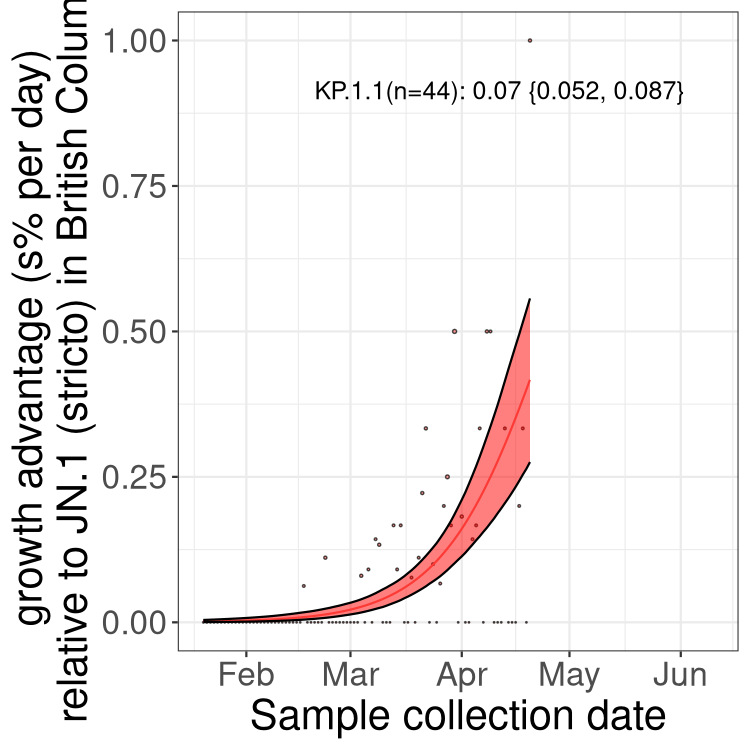 growth advantage (s% per day)
relative to JN.1 (stricto) in British Colum
1.00
0.75
0.50
0.25
0.00
KP.1.1(n=44): 0.07 {0.052, 0.087}
Feb Mar Apr May Jun
Sample collection date